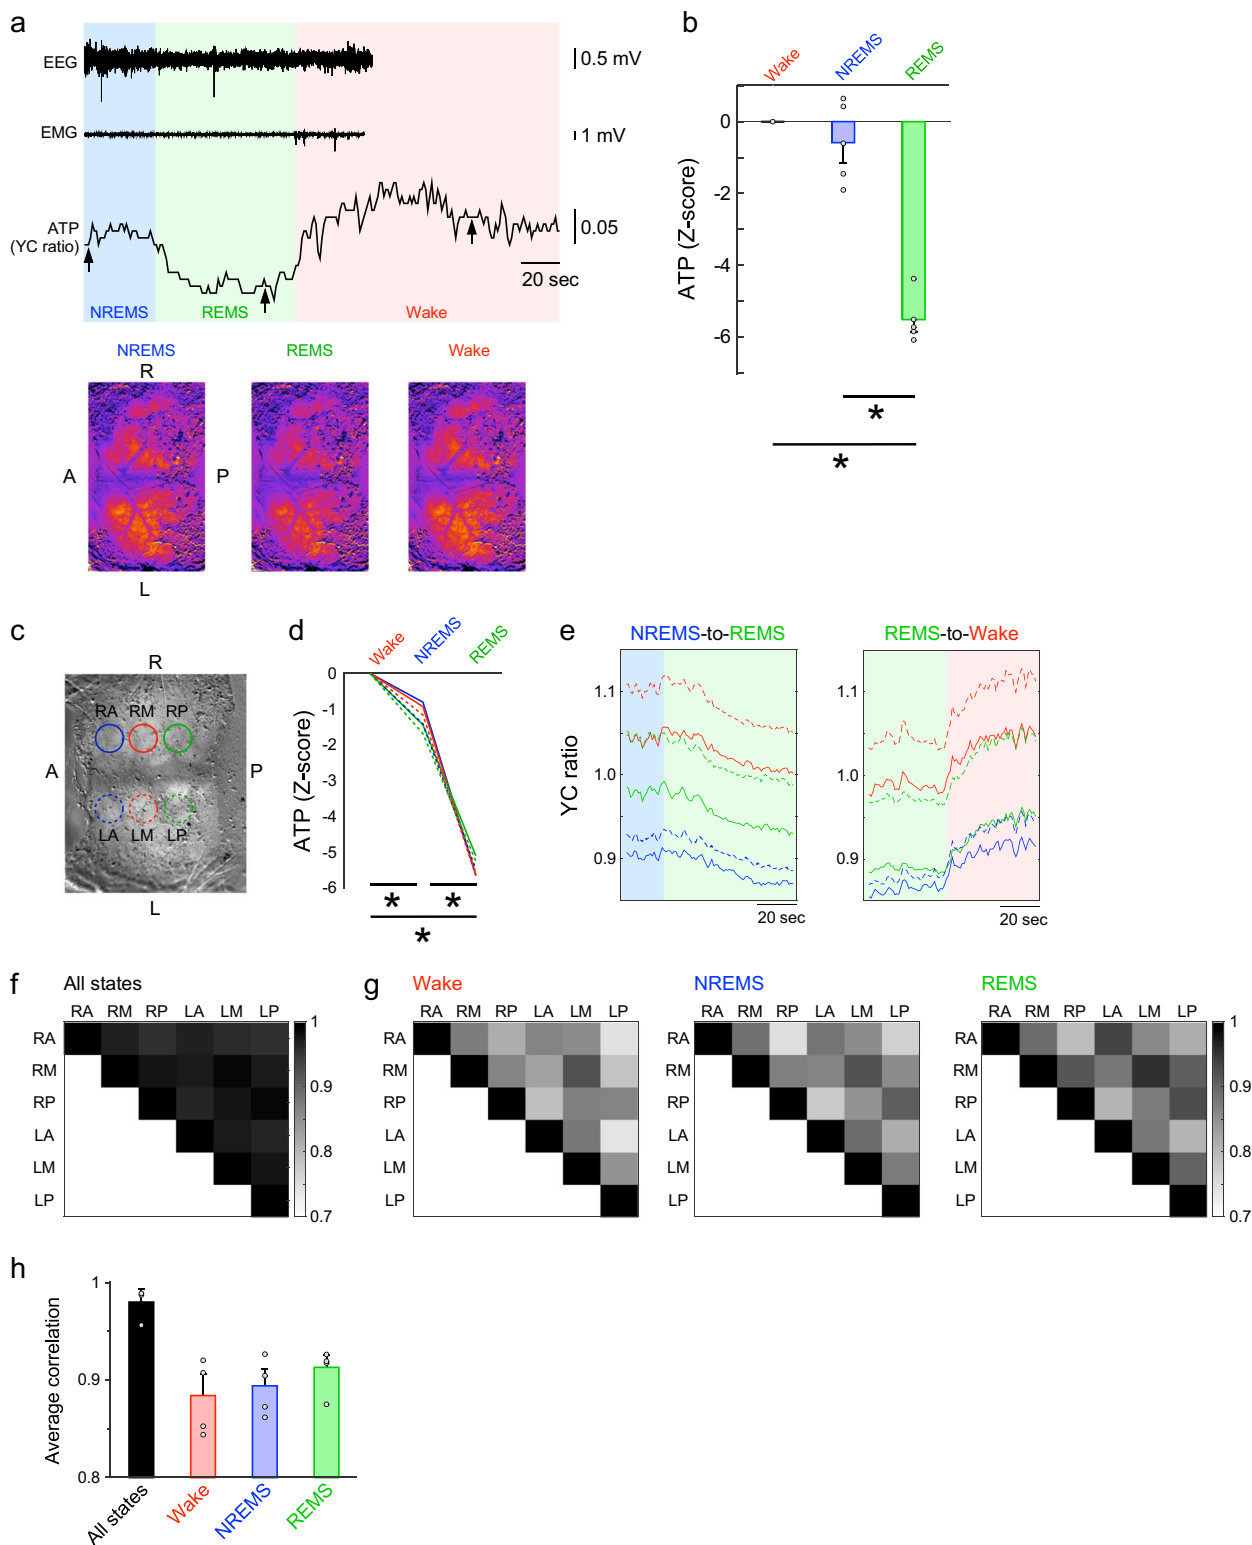 a
EEG
0.5 mV
EMG
1 mV
ATP
(YC ratio)
0.05
20 sec
NREMS REMS Wake
NREMS REMS Wake
R
A P
L
b
Wake NREMS REMS
ATP (Z-score)
0
-2
-4
-6
*
*
c
R
RA RM RP
A P
LA LM LP
L
d
Wake NREMS REMS
ATP (Z-score)
0
-1
-2
-3
-4
-5
-6
* *
*
e
NREMS-to-REMS REMS-to-Wake
YC ratio
1.1 1.1
1.0 1.0
0.9 0.9
20 sec 20 sec
f
All states
RA RM RP LA LM LP
RA
RM
RP
LA
LM
LP
1
0.9
0.8
0.7
g
Wake NREMS REMS
RA RM RP LA LM LP RA RM RP LA LM LP RA RM RP LA LM LP
RA RA RA
RM RM RM
RP RP RP
LA LA LA
LM LM LM
LP LP LP
1
0.9
0.8
0.7
h
Average correlation
1
0.9
0.8
All states Wake NREMS REMS